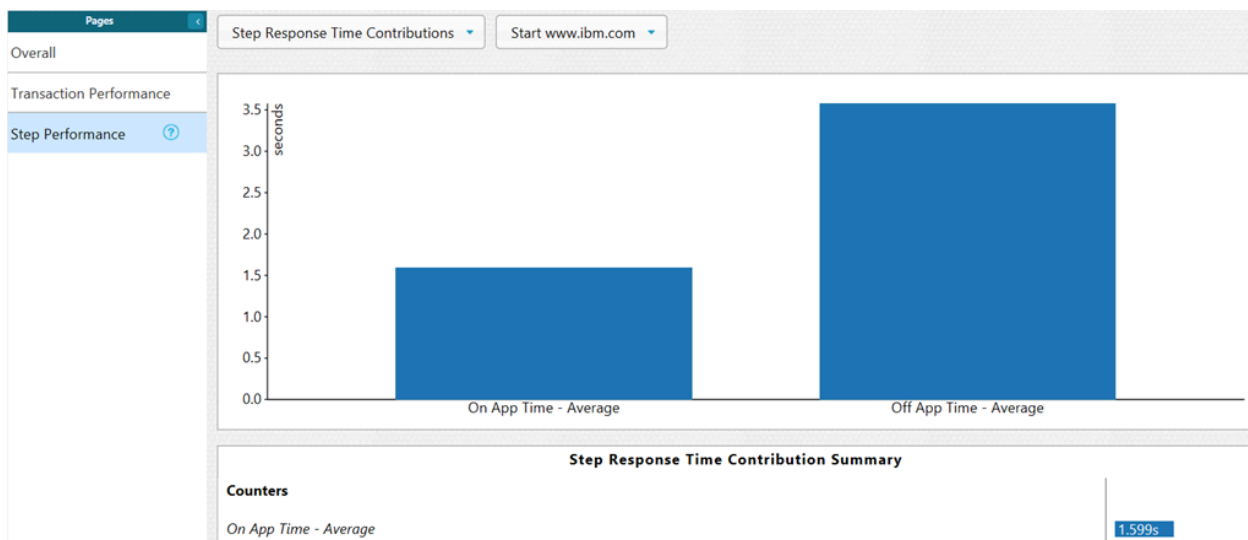 Pages
Overall
Transaction Performance
Step Performance ?
Step Response Time Contributions
Start www.ibm.com
3.5
3.0
2.5
2.0
1.5
1.0
0.5
0.0
seconds
On App Time - Average
Off App Time - Average
Step Response Time Contribution Summary
Counters
On App Time - Average
1.599s